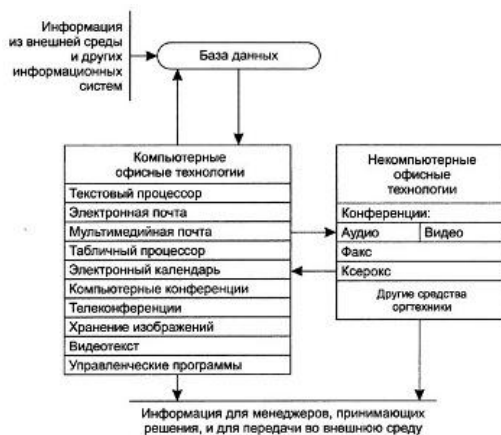 Информация
из внешней среды
и других
информационных
систем
База данных
Компьютерные
офисные технологии
Текстовый процессор
Электронная почта
Мультимедийная почта
Табличный процессор
Электронный календарь
Компьютерные конференции
Телеконференции
Хранение изображений
Видеотекст
Управленческие программы
Некомпьютерные
офисные
технологии
Конференции:
Аудио Видео
Факс
Ксерокс
Другие средства
оргтехники
Информация для менеджеров, принимающих
решения, и для передачи во внешнюю среду